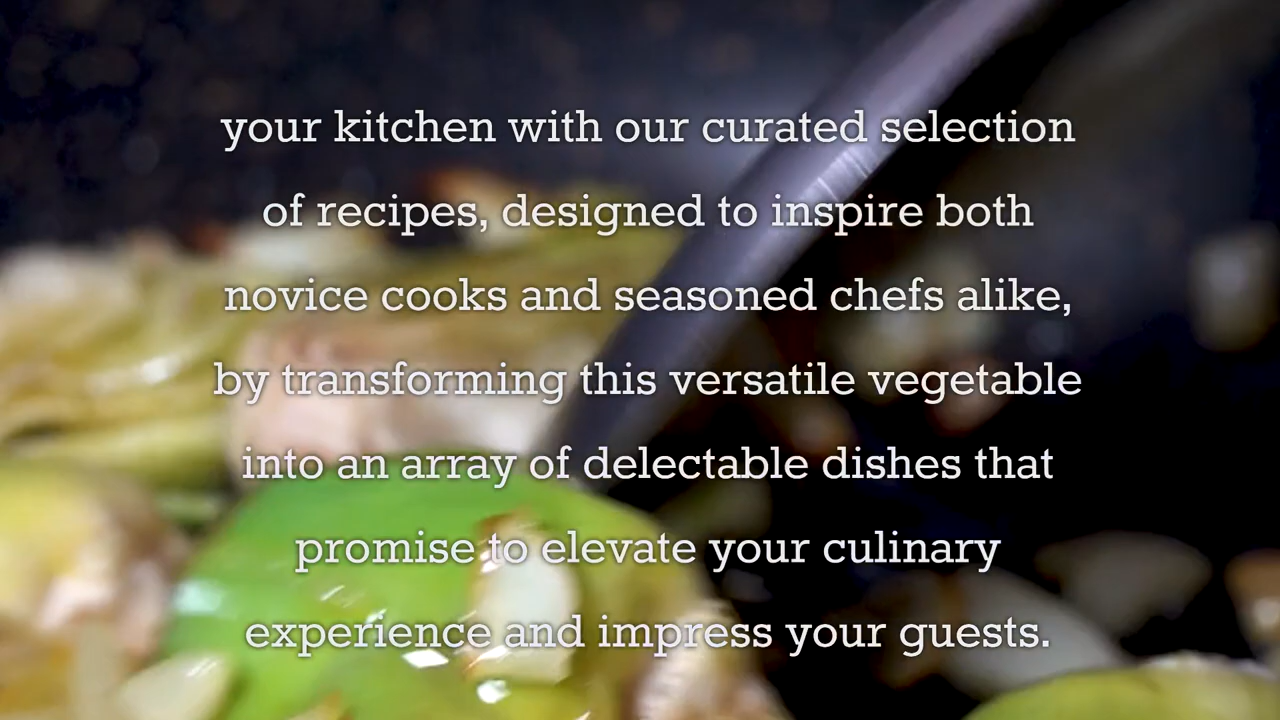 your kitchen with our curated selection
of recipes, designed to inspire both
novice cooks and seasoned chefs alike,
by transforming this versatile vegetable
into an array of delectable dishes that
promise to elevate your culinary
experience and impress your guests.